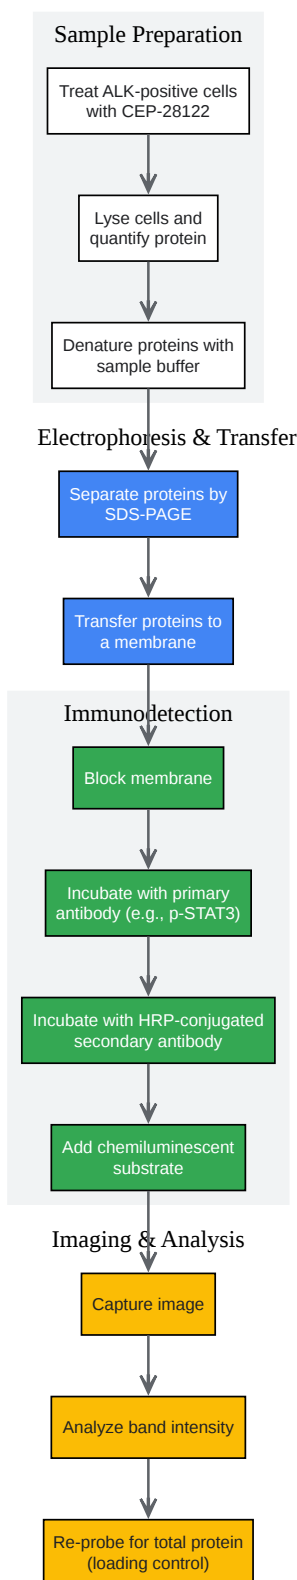 Sample Preparation
Treat ALK-positive cells
with CEP-28122
Lyse cells and
quantify protein
Denature proteins with
sample buffer
Electrophoresis & Transfer
Separate proteins by
SDS-PAGE
Transfer proteins to
a membrane
Immunodetection
Block membrane
Incubate with primary
antibody (e.g., p-STAT3)
Incubate with HRP-conjugated
secondary antibody
Add chemiluminescent
substrate
Imaging & Analysis
Capture image
Analyze band intensity
Re-probe for total protein
(loading control)